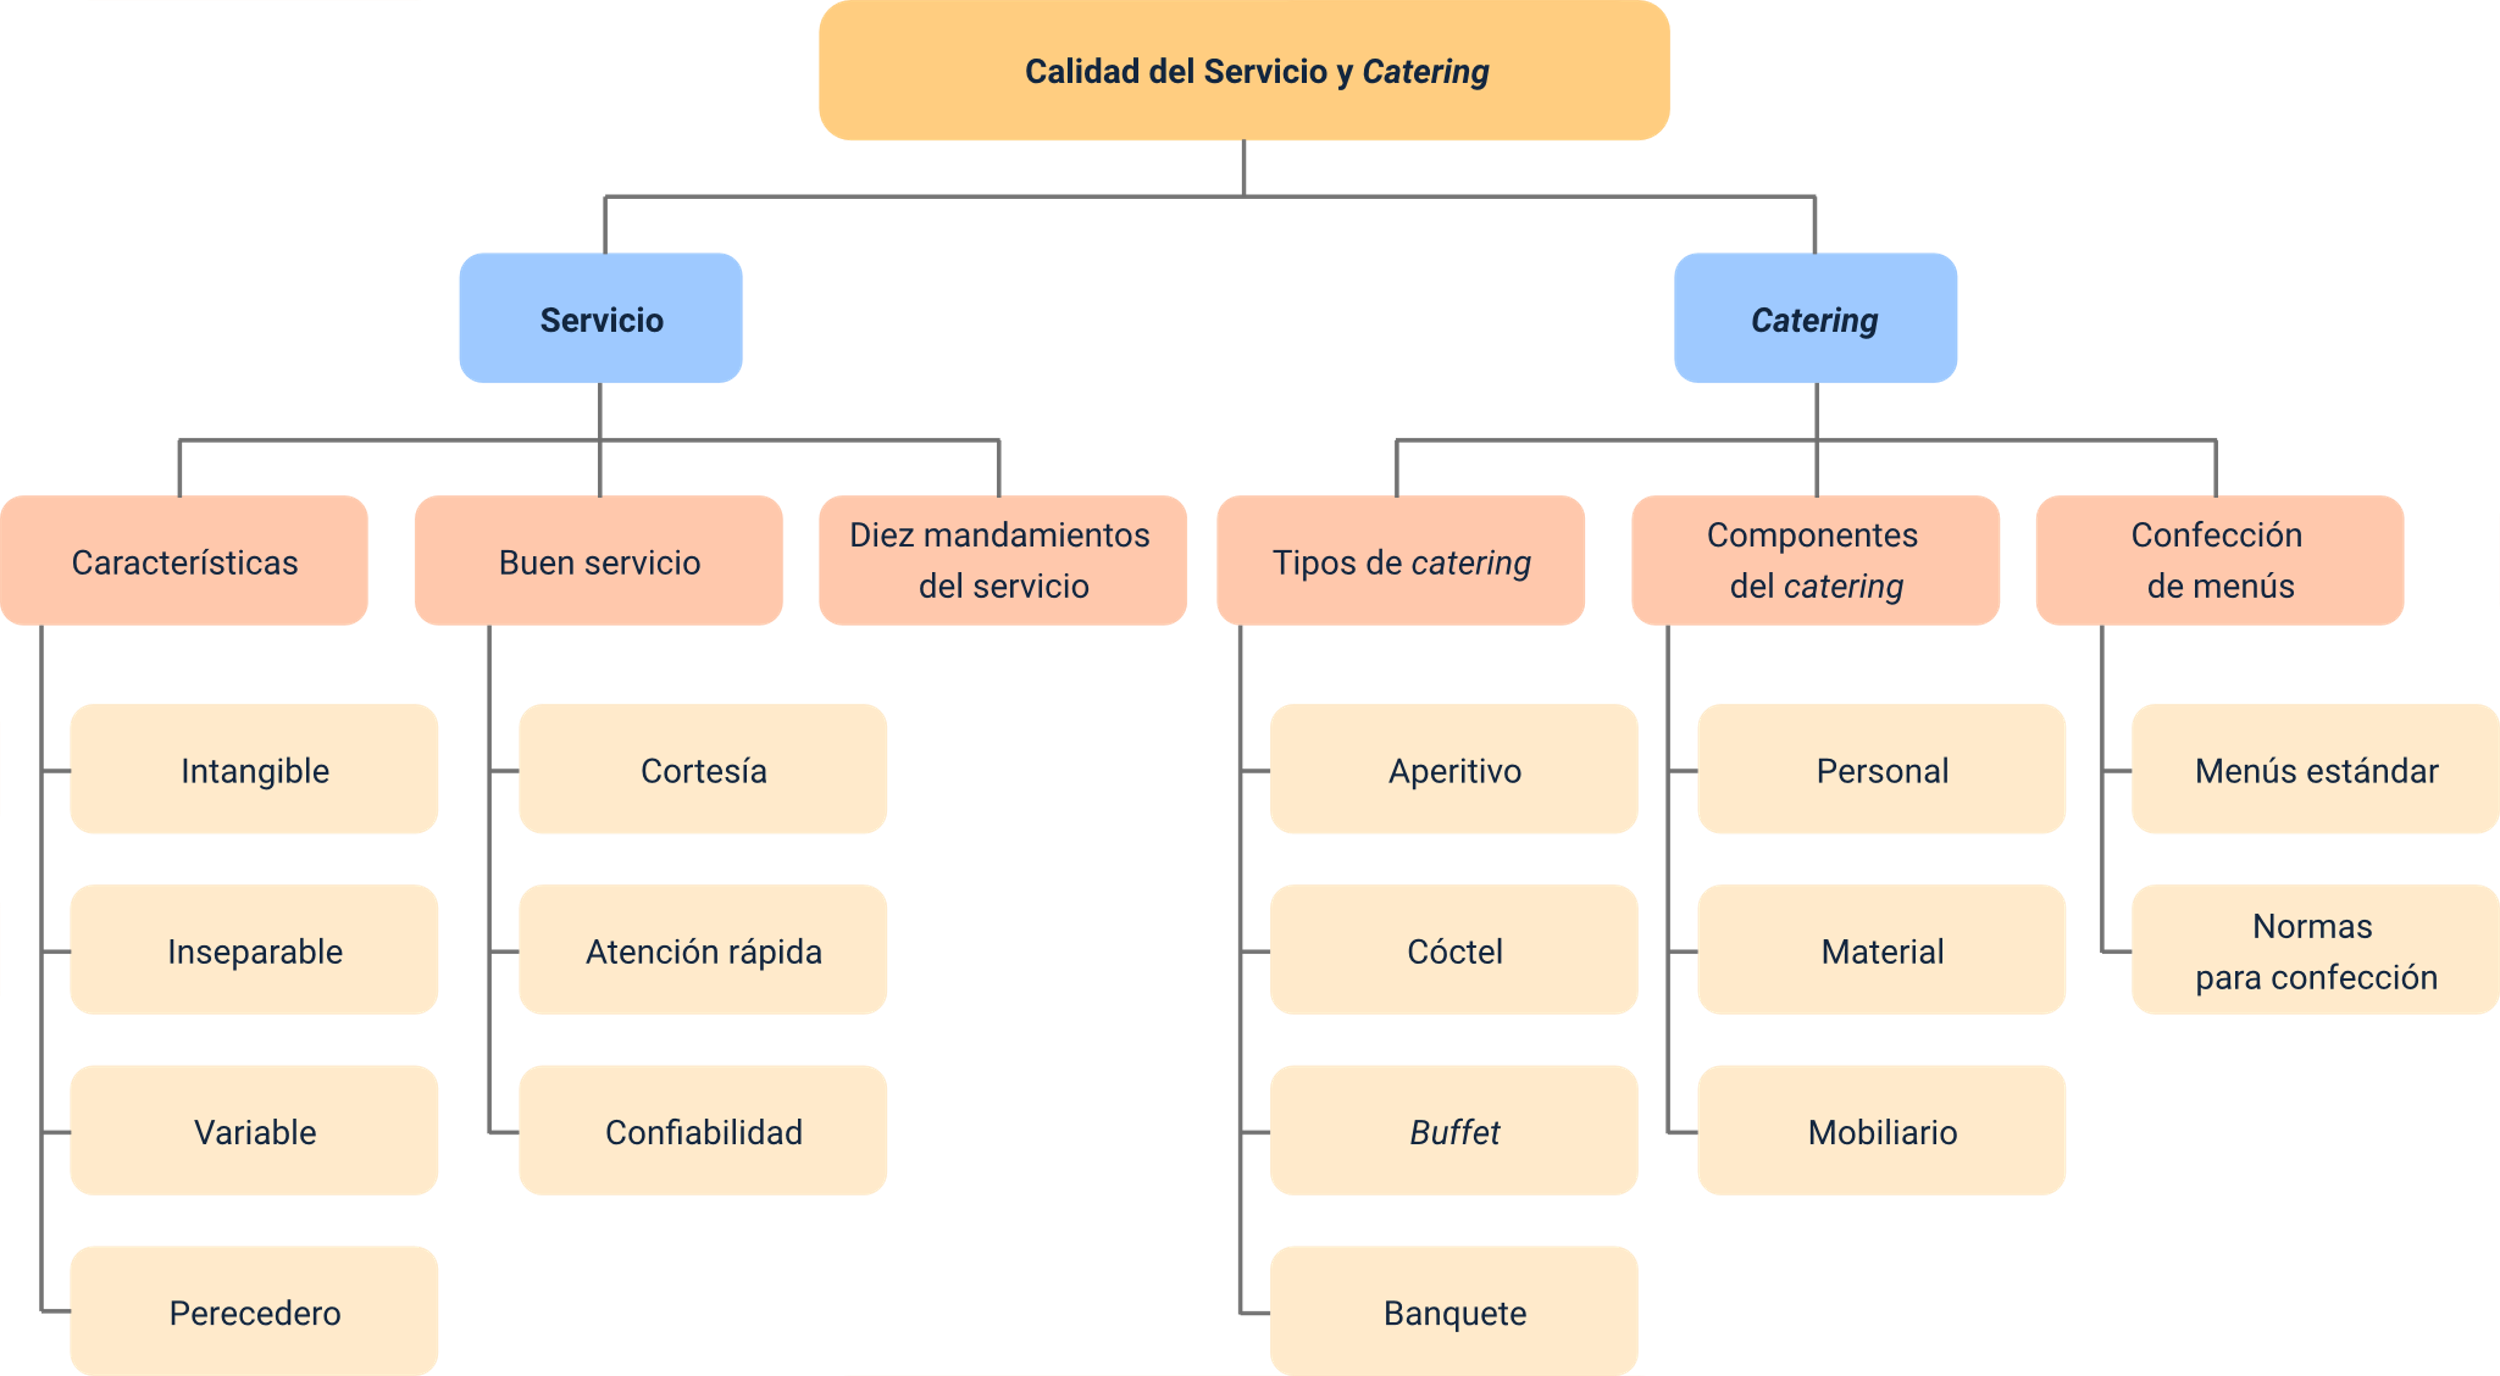 Calidad del Servicio y Catering
Servicio
Catering
Características
Buen servicio
Diez mandamientos
del servicio
Tipos de catering
Componentes
del catering
Confección
de menús
Intangible
Inseparable
Variable
Perecedero
Cortesía
Atención rápida
Confiabilidad
Aperitivo
Cóctel
Buffet
Banquete
Personal
Material
Mobiliario
Menús estándar
Normas
para confección